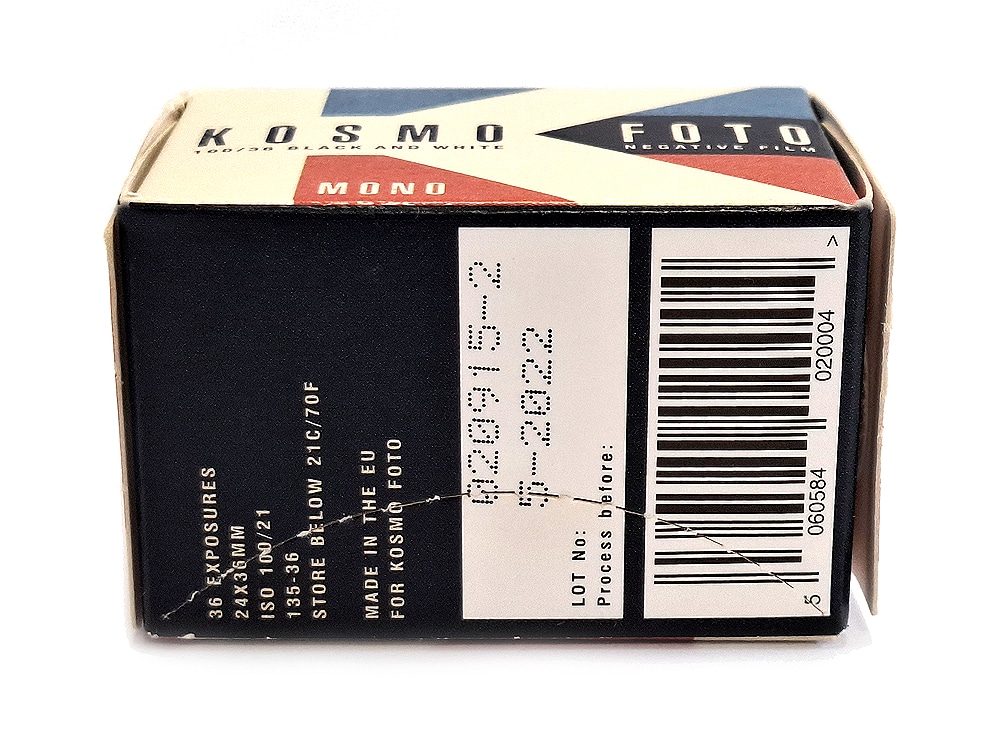 KOSMO FOTO
100/36 BLACK AND WHITE NEGATIVE FILM
MONO
36 EXPOSURES
24X36MM
ISO 100/21
135-36
STORE BELOW 21C/70F
MADE IN THE EU
FOR KOSMO FOTO
020915-2
5-2022
LOT No:
Process before:
5 060584 020004 >